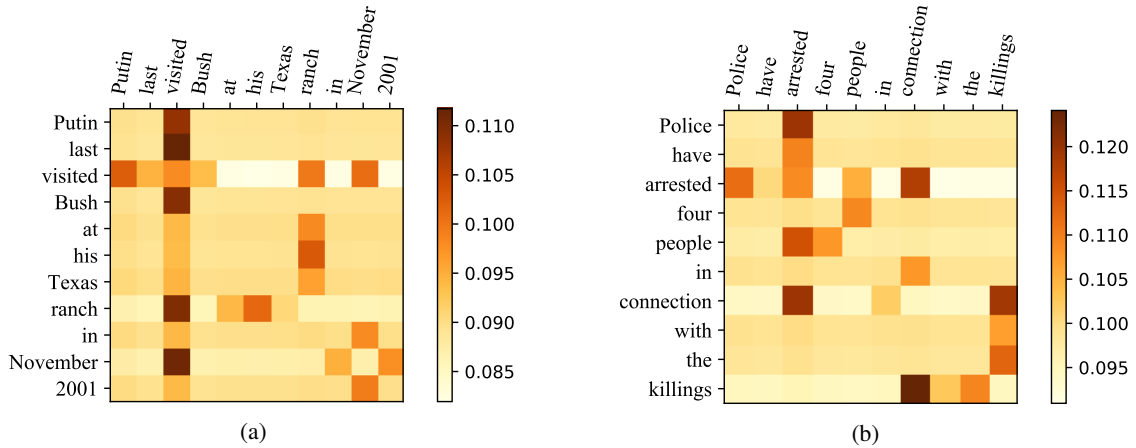 Putin last visited Bush at his Texas ranch in November 2001
Putin
last
visited
Bush
at
his
Texas
ranch
in
November
2001
0.110
0.105
0.100
0.095
0.090
0.085
(a)
Police have arrested four people in connection with the killings
Police
have
arrested
four
people
in
connection
with
the
killings
0.120
0.115
0.110
0.105
0.100
0.095
(b)